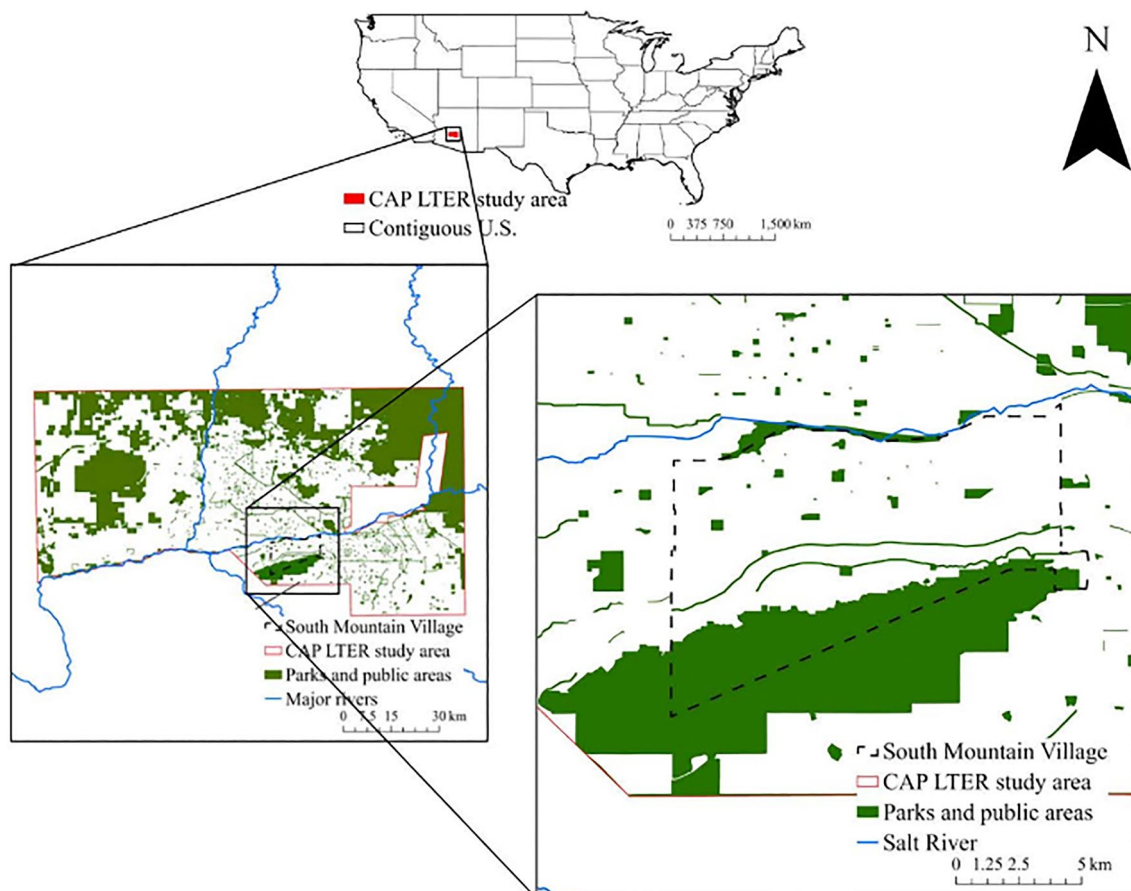 N
CAP LTER study area
Contiguous U.S.
0 375 750 1,500 km
South Mountain Village
CAP LTER study area
Parks and public areas
Major rivers
0 7.5 15 30 km
South Mountain Village
CAP LTER study area
Parks and public areas
Salt River
0 1.25 2.5 5 km